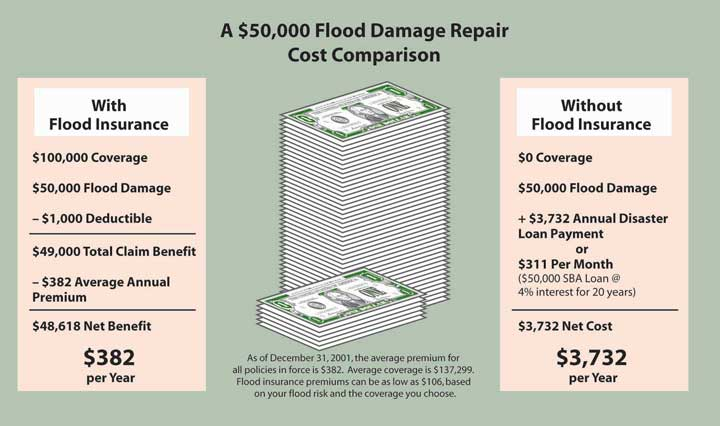 A $50,000 Flood Damage Repair
Cost Comparison
With
Flood Insurance
$100,000 Coverage
$50,000 Flood Damage
– $1,000 Deductible
$49,000 Total Claim Benefit
– $382 Average Annual
Premium
$48,618 Net Benefit
$382
per Year
As of December 31, 2001, the average premium for
all policies in force is $382. Average coverage is $137,299.
Flood insurance premiums can be as low as $106, based
on your flood risk and the coverage you choose.
Without
Flood Insurance
$0 Coverage
$50,000 Flood Damage
+ $3,732 Annual Disaster
Loan Payment
or
$311 Per Month
($50,000 SBA Loan @
4% interest for 20 years)
$3,732 Net Cost
$3,732
per Year